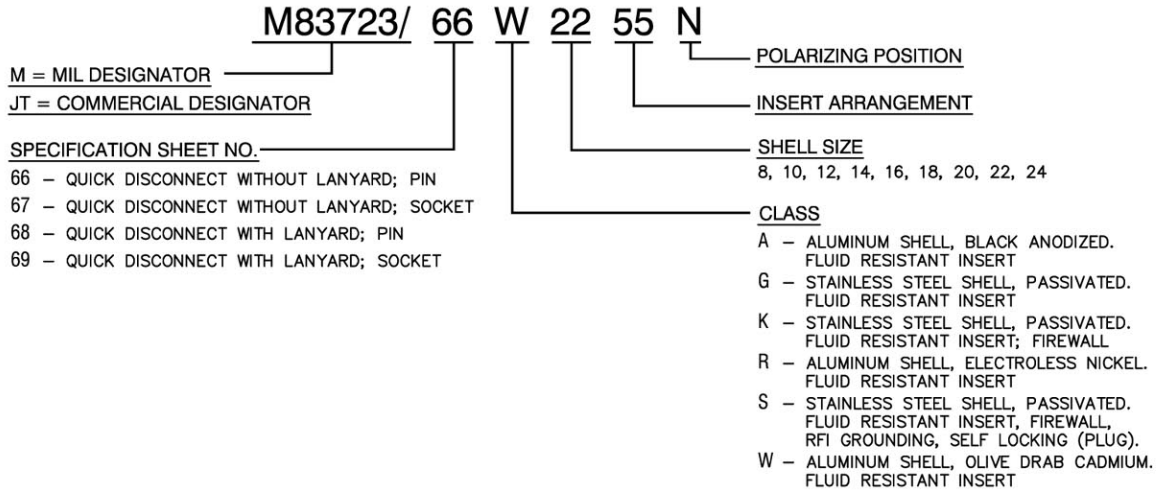 M83723/ 66 W 22 55 N
M = MIL DESIGNATOR
JT = COMMERCIAL DESIGNATOR
SPECIFICATION SHEET NO.
66 – QUICK DISCONNECT WITHOUT LANYARD; PIN
67 – QUICK DISCONNECT WITHOUT LANYARD; SOCKET
68 – QUICK DISCONNECT WITH LANYARD; PIN
69 – QUICK DISCONNECT WITH LANYARD; SOCKET
POLARIZING POSITION
INSERT ARRANGEMENT
SHELL SIZE
8, 10, 12, 14, 16, 18, 20, 22, 24
CLASS
A – ALUMINUM SHELL, BLACK ANODIZED.
FLUID RESISTANT INSERT
G – STAINLESS STEEL SHELL, PASSIVATED.
FLUID RESISTANT INSERT
K – STAINLESS STEEL SHELL, PASSIVATED.
FLUID RESISTANT INSERT; FIREWALL
R – ALUMINUM SHELL, ELECTROLESS NICKEL.
FLUID RESISTANT INSERT
S – STAINLESS STEEL SHELL, PASSIVATED.
FLUID RESISTANT INSERT, FIREWALL,
RFI GROUNDING, SELF LOCKING (PLUG).
W – ALUMINUM SHELL, OLIVE DRAB CADMIUM.
FLUID RESISTANT INSERT